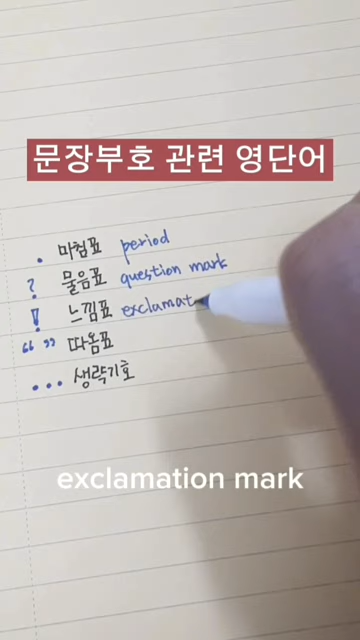 문장부호 관련 영단어
. 마침표 period
? 물음표 question mark
! 느낌표 exclamat
“ ” 따옴표
... 생략기호
exclamation mark